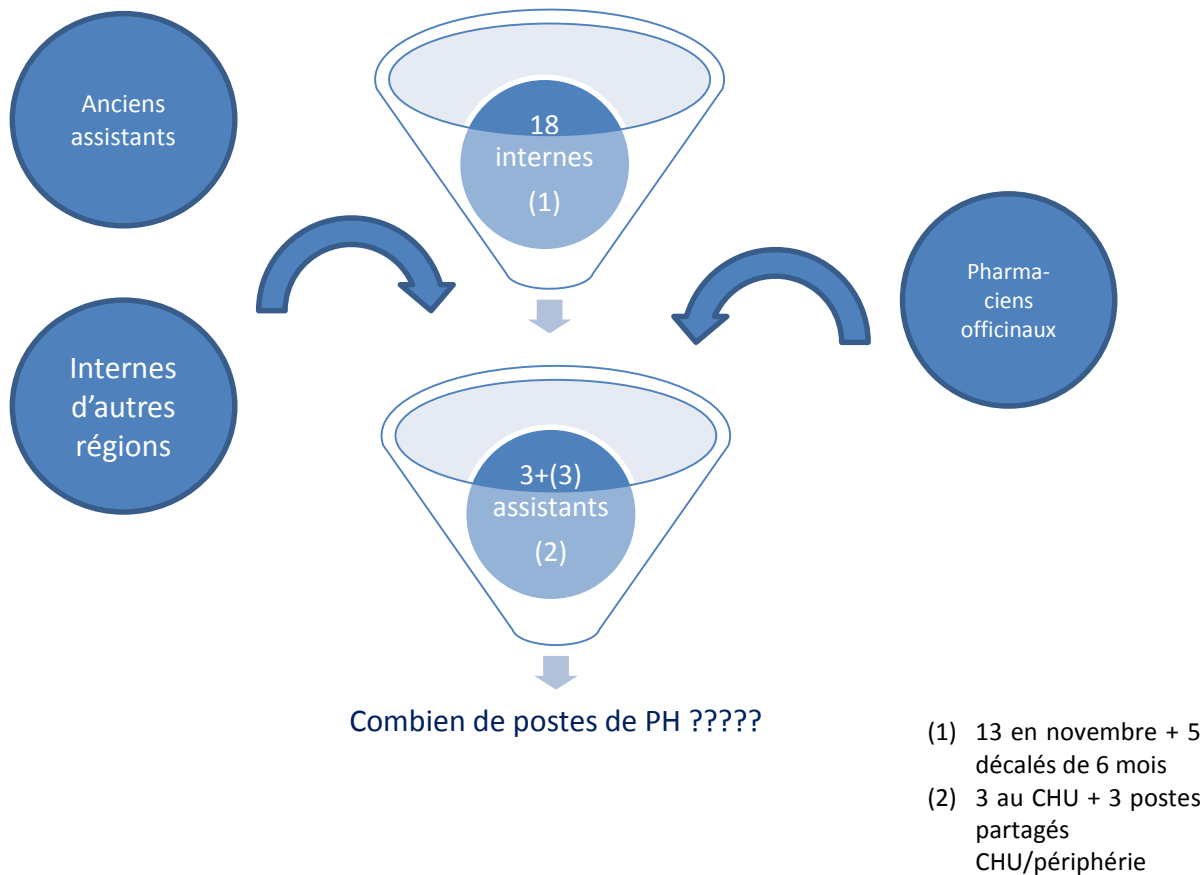 Anciens
assistants
18
internes
(1)
Internes
d’autres
régions
Pharma-
ciens
officinaux
3+(3)
assistants
(2)
Combien de postes de PH ?????
(1) 13 en novembre + 5
décalés de 6 mois
(2) 3 au CHU + 3 postes
partagés
CHU/périphérie